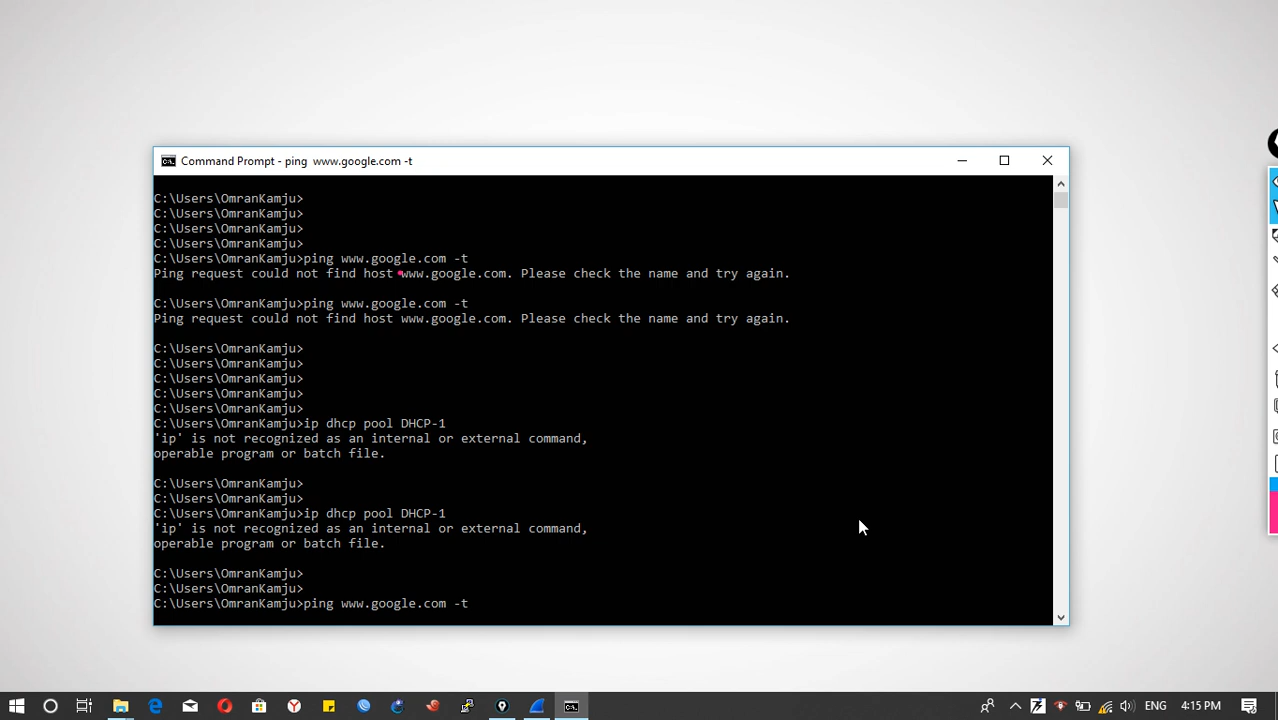 Command Prompt - ping  www.google.com -t
C:\Users\OmranKamju>
C:\Users\OmranKamju>
C:\Users\OmranKamju>
C:\Users\OmranKamju>
C:\Users\OmranKamju>ping www.google.com -t
Ping request could not find host www.google.com. Please check the name and try again.
C:\Users\OmranKamju>ping www.google.com -t
Ping request could not find host www.google.com. Please check the name and try again.
C:\Users\OmranKamju>
C:\Users\OmranKamju>
C:\Users\OmranKamju>
C:\Users\OmranKamju>
C:\Users\OmranKamju>
C:\Users\OmranKamju>ip dhcp pool DHCP-1
'ip' is not recognized as an internal or external command,
operable program or batch file.
C:\Users\OmranKamju>
C:\Users\OmranKamju>
C:\Users\OmranKamju>ip dhcp pool DHCP-1
'ip' is not recognized as an internal or external command,
operable program or batch file.
C:\Users\OmranKamju>
C:\Users\OmranKamju>
C:\Users\OmranKamju>ping www.google.com -t
ENG 4:15 PM